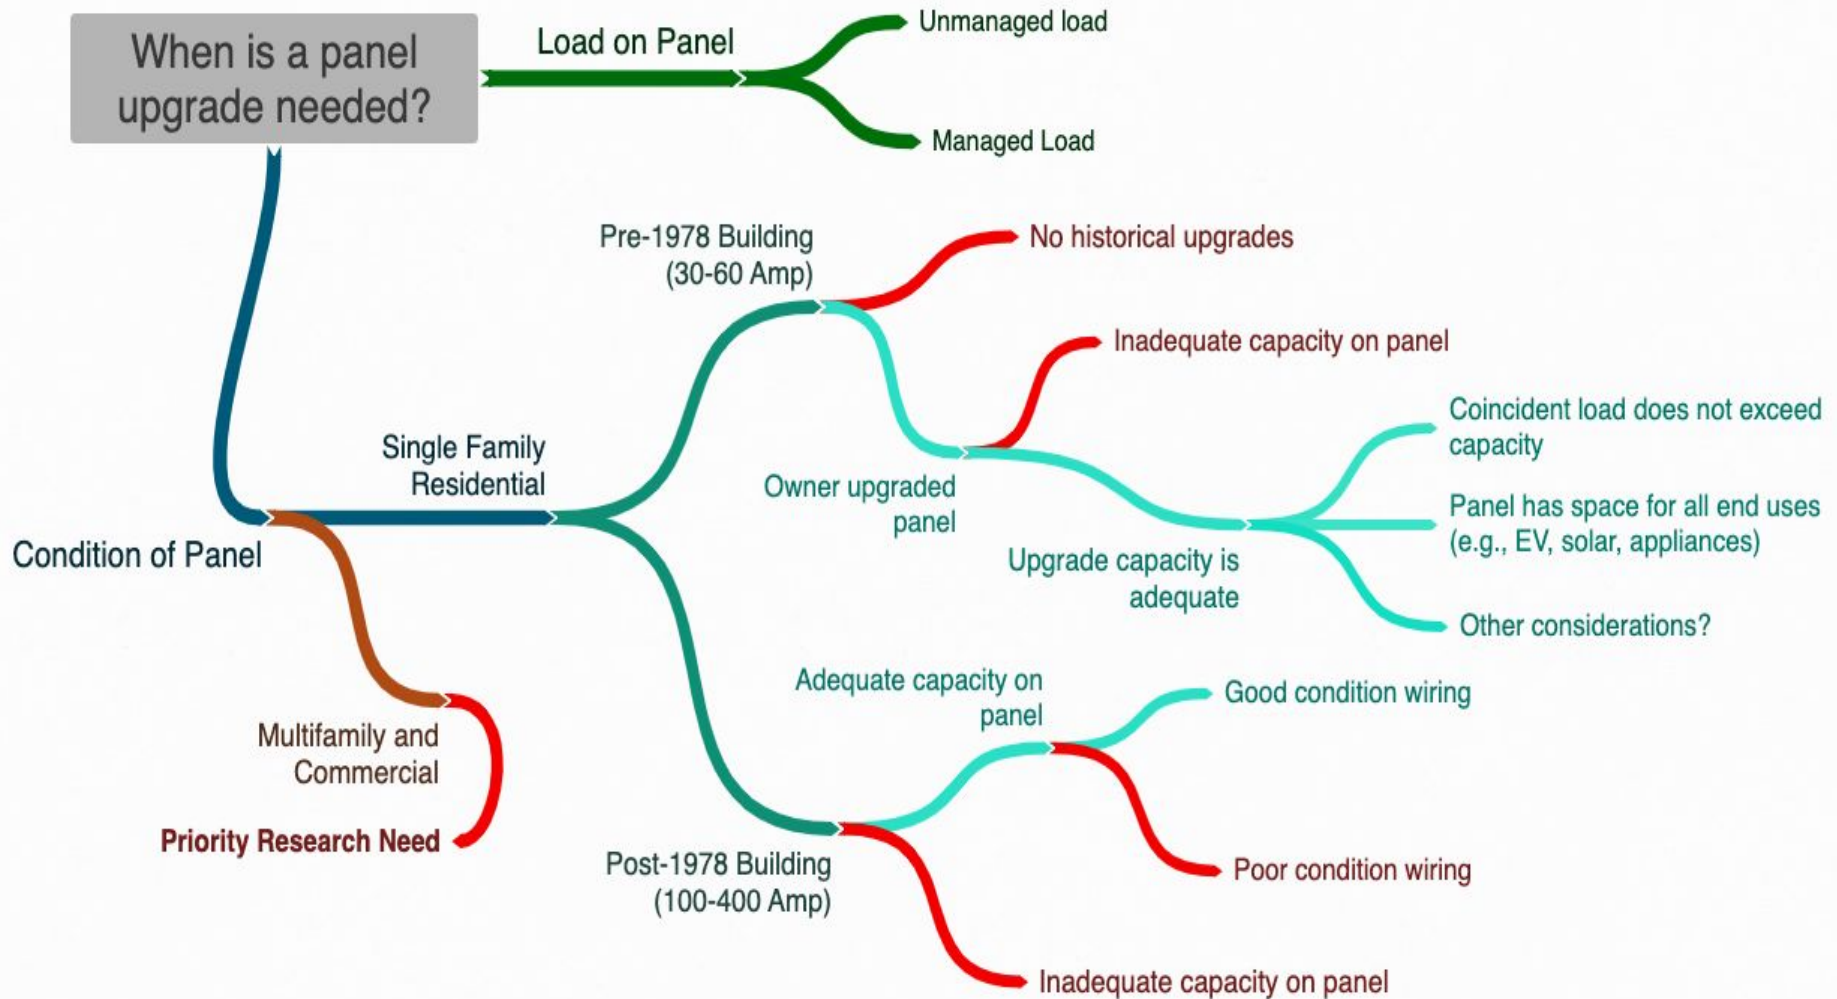 When is a panel
upgrade needed?
Load on Panel
Unmanaged load
Managed Load
Pre-1978 Building
(30-60 Amp)
No historical upgrades
Inadequate capacity on panel
Coincident load does not exceed
capacity
Single Family
Residential
Owner upgraded
panel
Panel has space for all end uses
(e.g., EV, solar, appliances)
Condition of Panel
Upgrade capacity is
adequate
Other considerations?
Adequate capacity on
panel
Good condition wiring
Multifamily and
Commercial
Priority Research Need
Post-1978 Building
(100-400 Amp)
Poor condition wiring
Inadequate capacity on panel